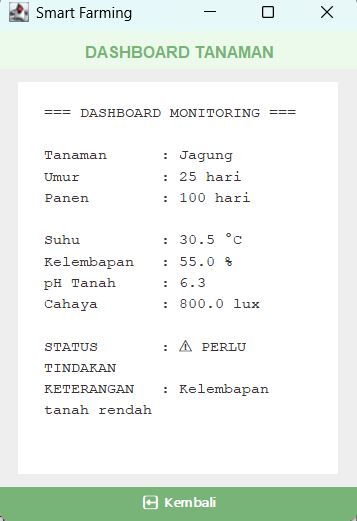 Smart Farming
DASHBOARD TANAMAN
=== DASHBOARD MONITORING ===
Tanaman : Jagung
Umur : 25 hari
Panen : 100 hari
Suhu : 30.5 °C
Kelembapan : 55.0 %
pH Tanah : 6.3
Cahaya : 800.0 lux
STATUS : ⚠ PERLU
TINDAKAN
KETERANGAN : Kelembapan
tanah rendah
Kembali